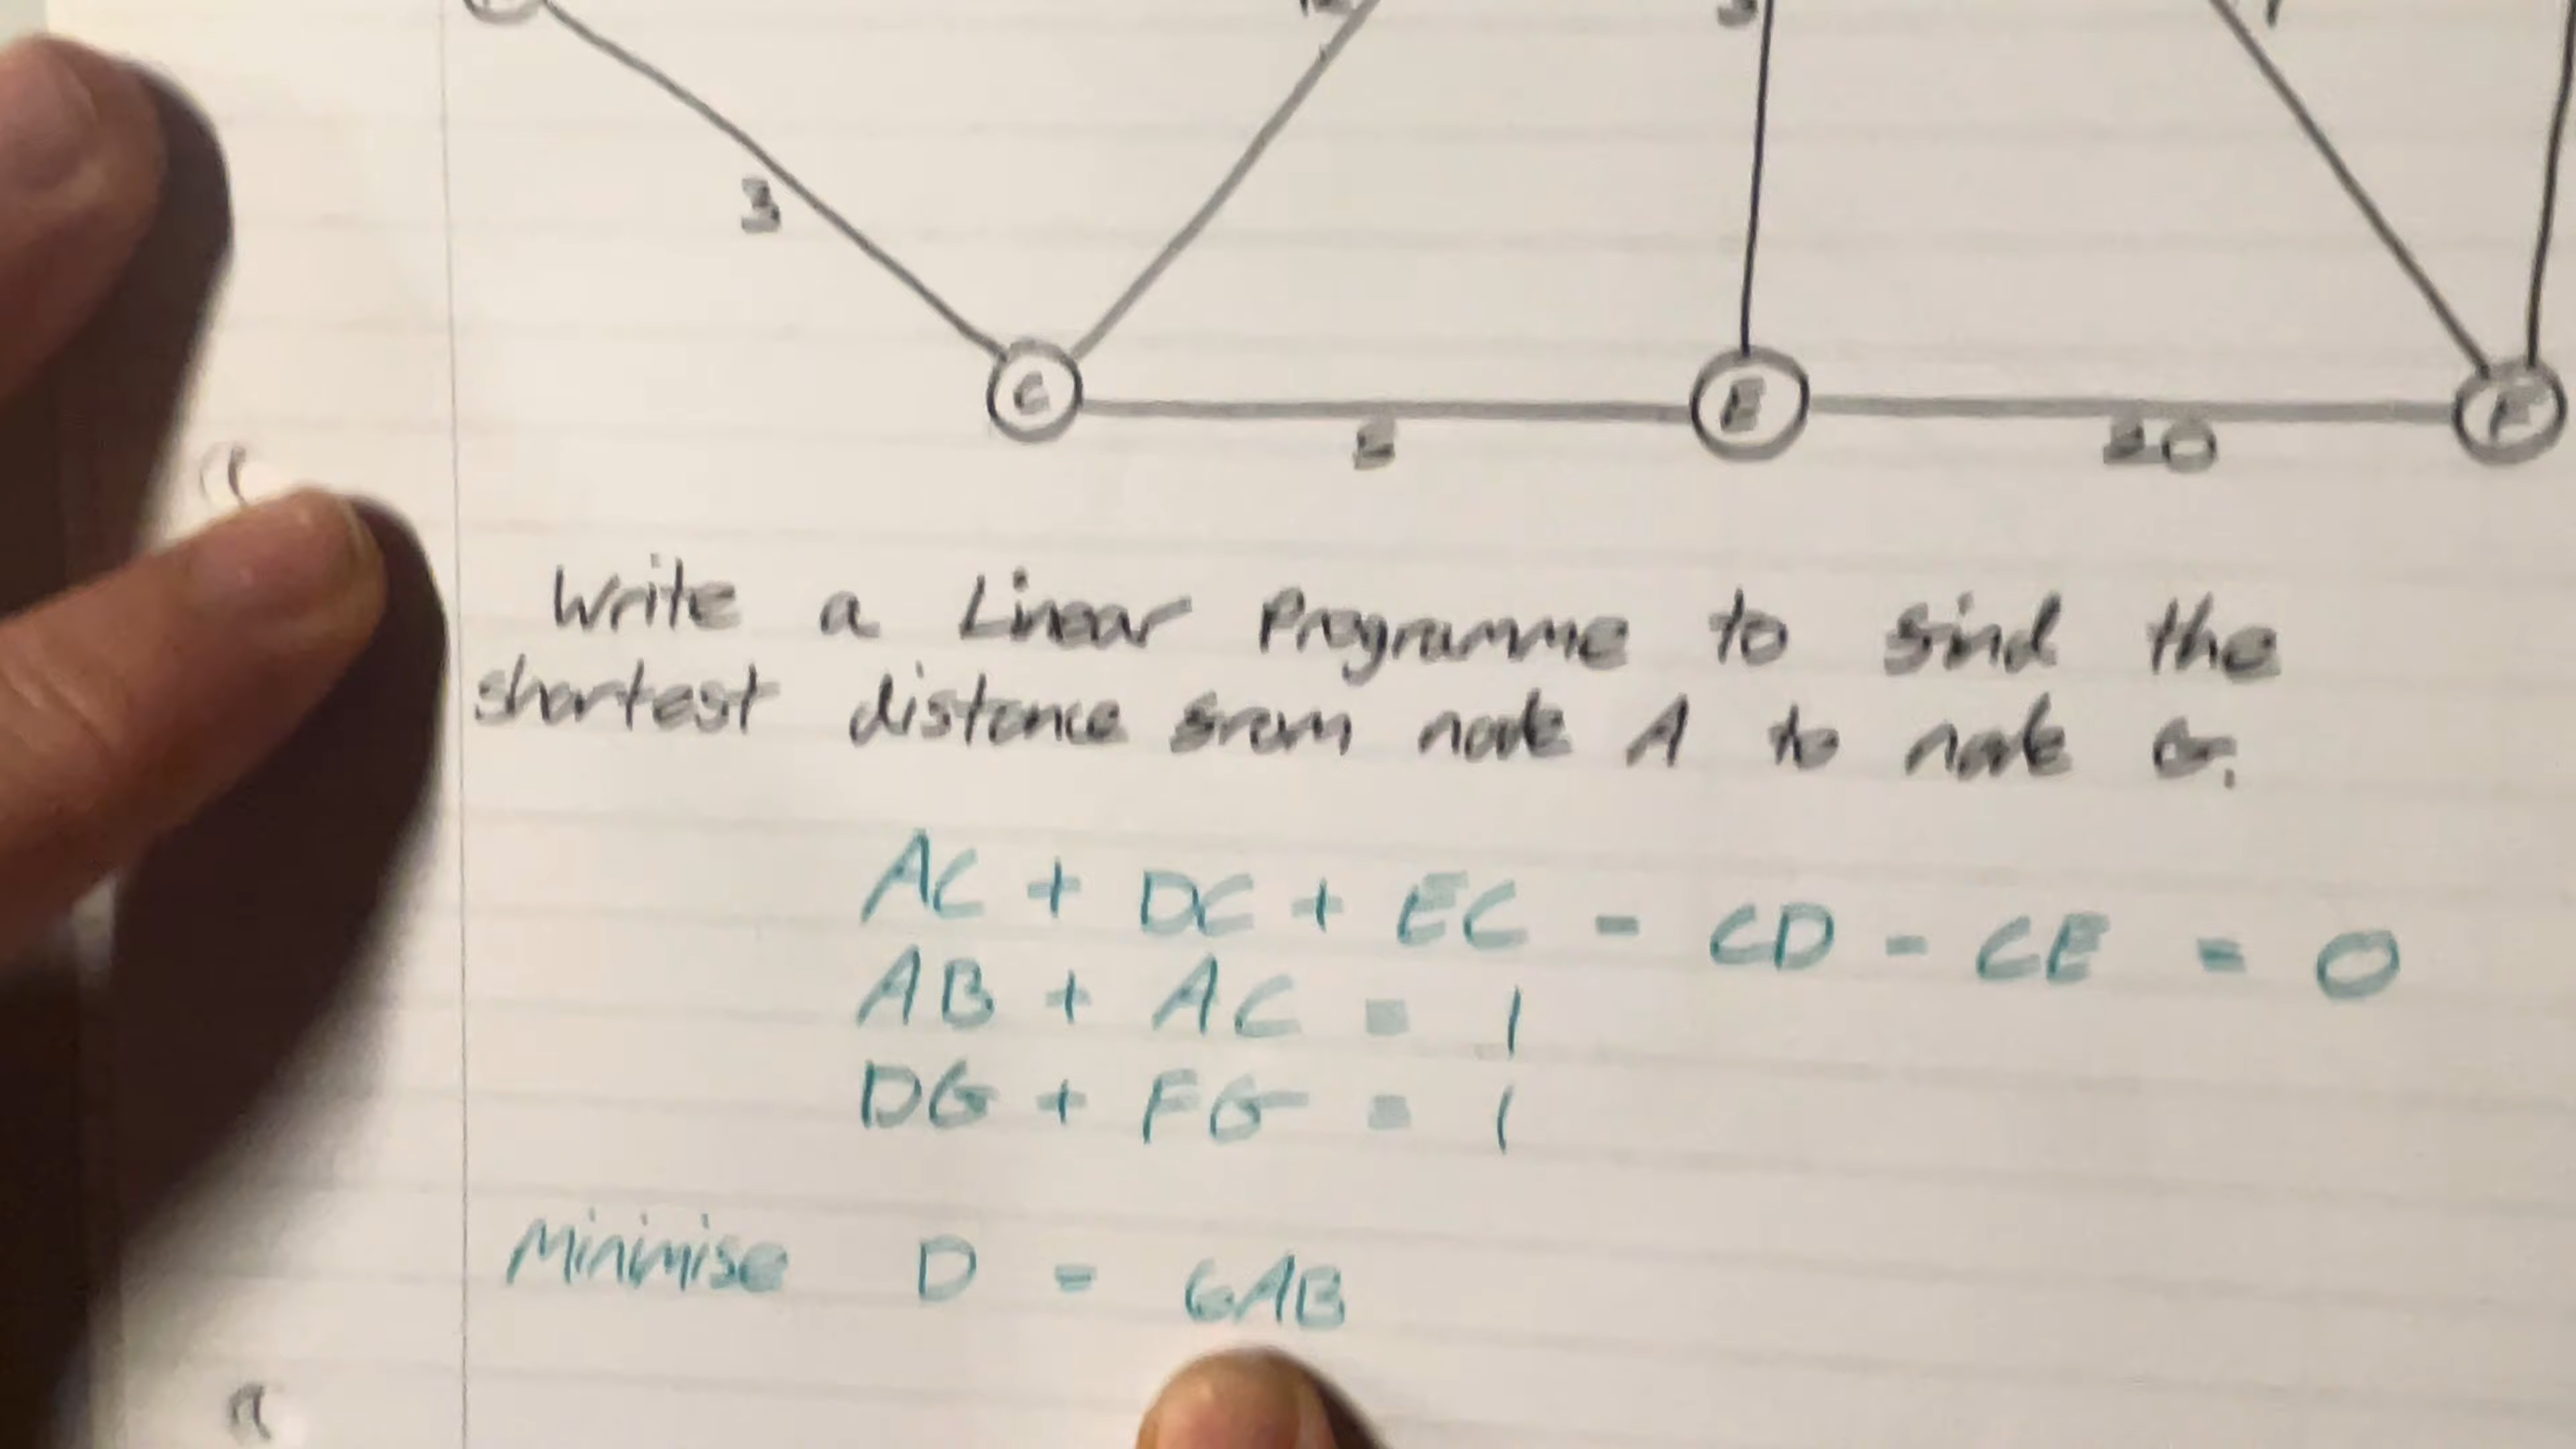 3
C
E
F
20
Write a Linear Programme to find the
shortest distance from node A to node G.
AC + DC + EC - CD - CE = 0
AB + AC = 1
DG + FG = 1
Minimise D = 6AB